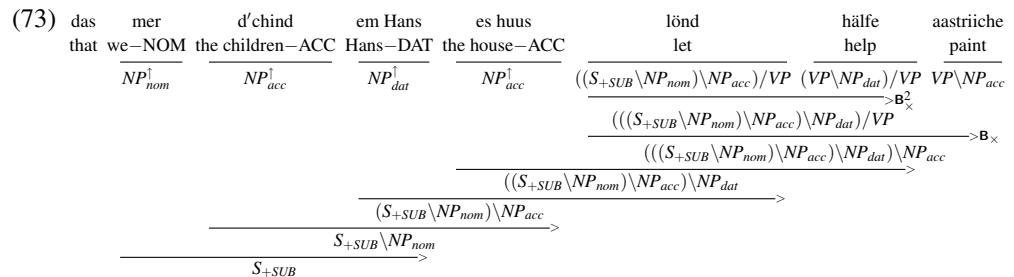 (73) das mer d'chind em Hans es huus lönd hälfe aastriiche
that we−NOM the children−ACC Hans−DAT the house−ACC let help paint
NP↑nom NP↑acc NP↑dat NP↑acc ((S+SUB\NPnom)\NPacc)/VP (VP\NPdat)/VP VP\NPacc
>B²×
(((S+SUB\NPnom)\NPacc)\NPdat)/VP
>B×
(((S+SUB\NPnom)\NPacc)\NPdat)\NPacc
>
((S+SUB\NPnom)\NPacc)\NPdat
>
(S+SUB\NPnom)\NPacc
>
S+SUB\NPnom
>
S+SUB